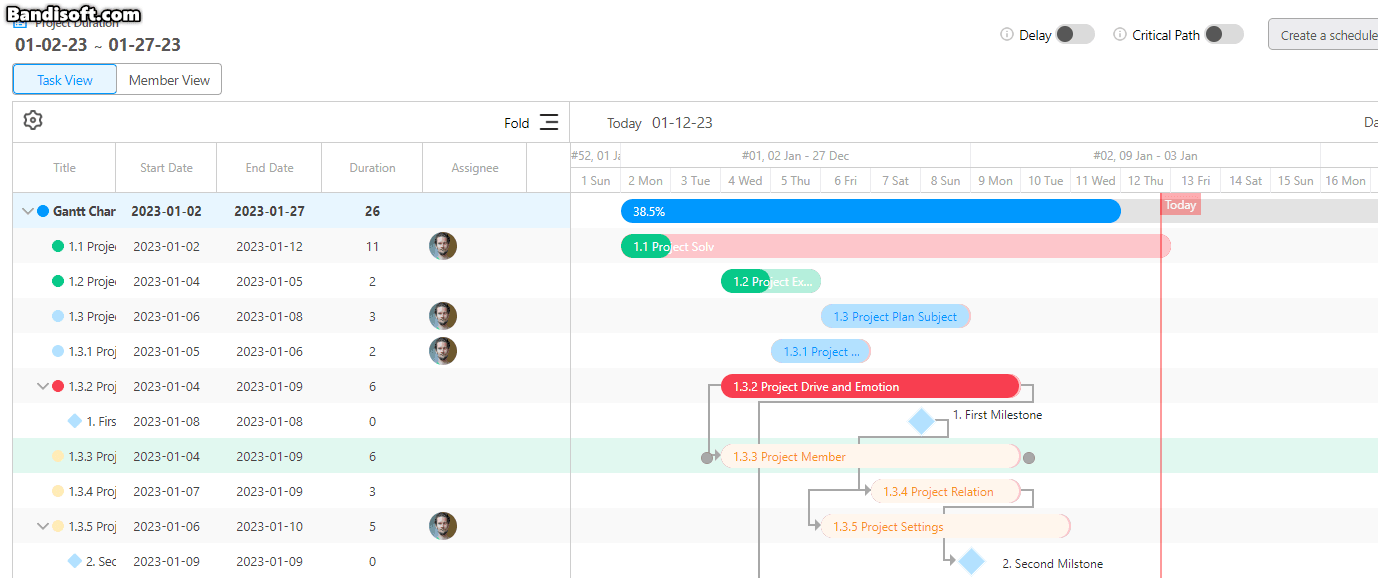 Bandisoft.com
Project Duration
01-02-23 ~ 01-27-23
Delay
Critical Path
Create a schedule
Task View
Member View
Fold
Today 01-12-23
Da
Title
Start Date
End Date
Duration
Assignee
#52, 01 Ja
#01, 02 Jan - 27 Dec
#02, 09 Jan - 03 Jan
1 Sun
2 Mon
3 Tue
4 Wed
5 Thu
6 Fri
7 Sat
8 Sun
9 Mon
10 Tue
11 Wed
12 Thu
13 Fri
14 Sat
15 Sun
16 Mon
Gantt Char 2023-01-02 2023-01-27 26
38.5%
Today
1.1 Proje 2023-01-02 2023-01-12 11
1.1 Project Solv
1.2 Projec 2023-01-04 2023-01-05 2
1.2 Project Ex...
1.3 Projec 2023-01-06 2023-01-08 3
1.3 Project Plan Subject
1.3.1 Proj 2023-01-05 2023-01-06 2
1.3.1 Project ...
1.3.2 Proj 2023-01-04 2023-01-09 6
1.3.2 Project Drive and Emotion
1. Firs 2023-01-08 2023-01-08 0
1. First Milestone
1.3.3 Proj 2023-01-04 2023-01-09 6
1.3.3 Project Member
1.3.4 Proj 2023-01-07 2023-01-09 3
1.3.4 Project Relation
1.3.5 Proj 2023-01-06 2023-01-10 5
1.3.5 Project Settings
2. Sec 2023-01-09 2023-01-09 0
2. Second Milstone